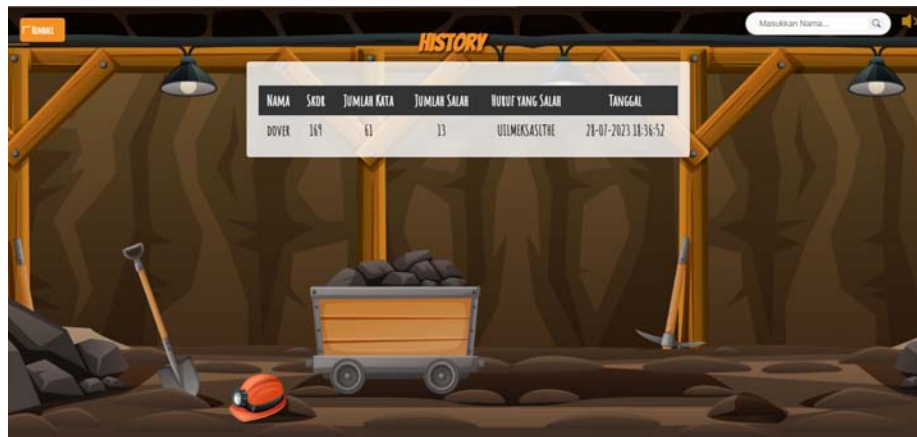 Kembali
Masukkan Nama...
HISTORY
Nama Skor Jumlah Kata Jumlah Salah Huruf yang Salah Tanggal
DOVER 169 61 13 UILMEKSASLTHE 28-07-2023 18:36:52